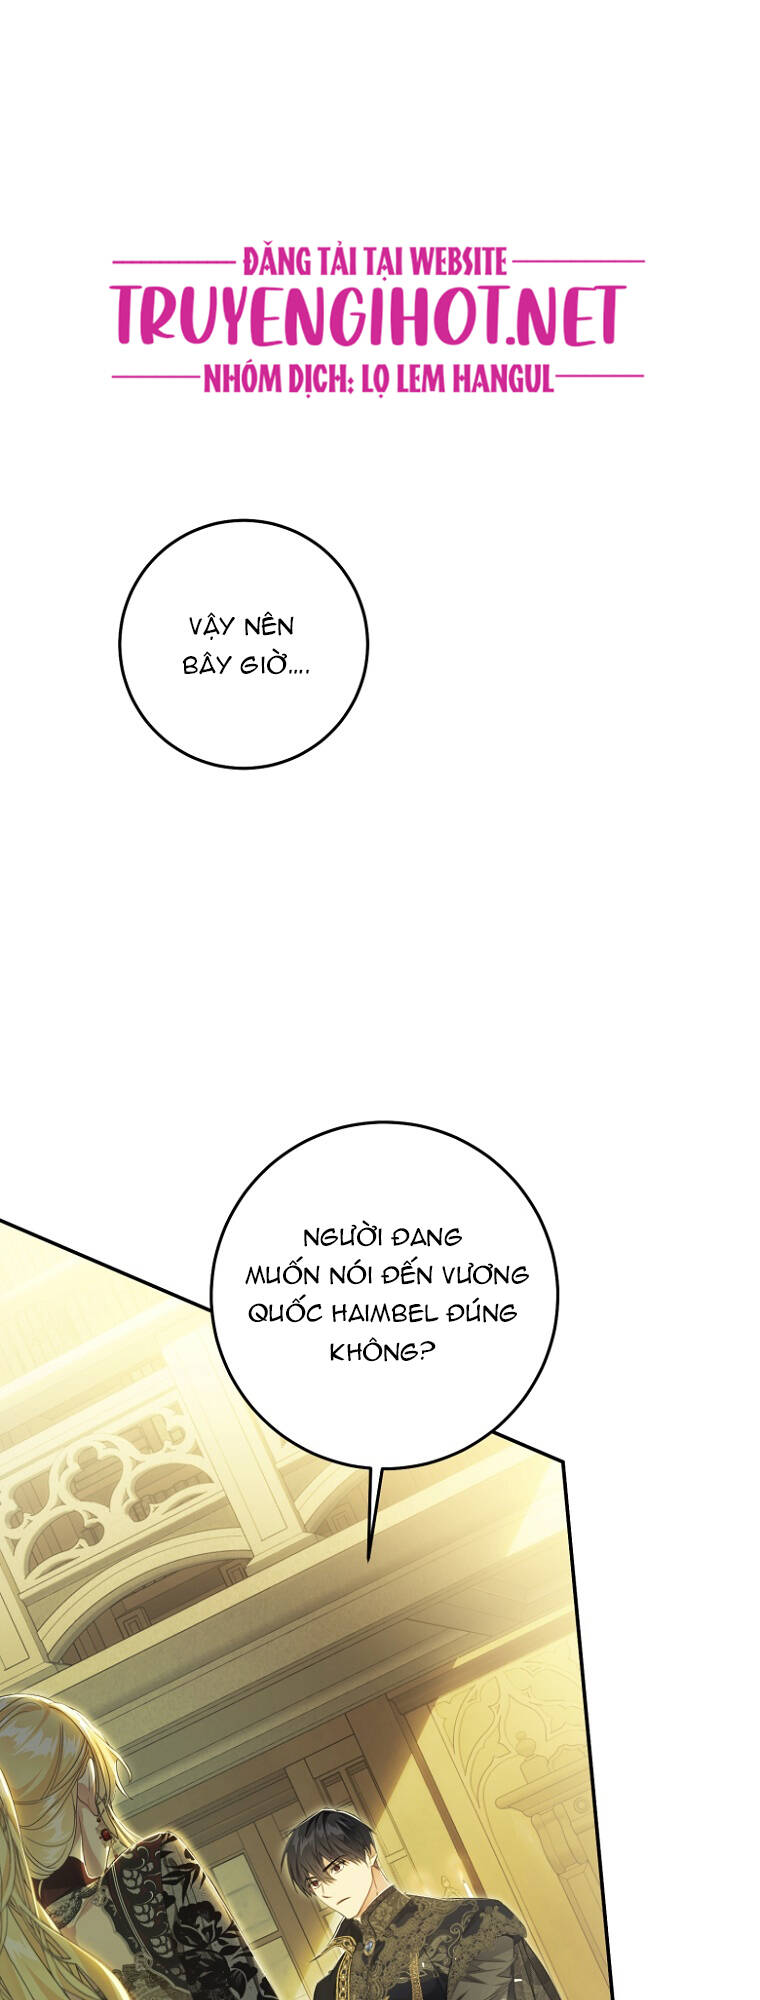 ĐĂNG TẢI TẠI WEBSITE
TRUYENGIHOT.NET
NHÓM DỊCH: LỌ LEM HANGUL
VẬY NÊN
BÂY GIỜ....
NGƯỜI ĐANG
MUỐN NÓI ĐẾN VƯƠNG
QUỐC HAIMBEL ĐÚNG
KHÔNG?